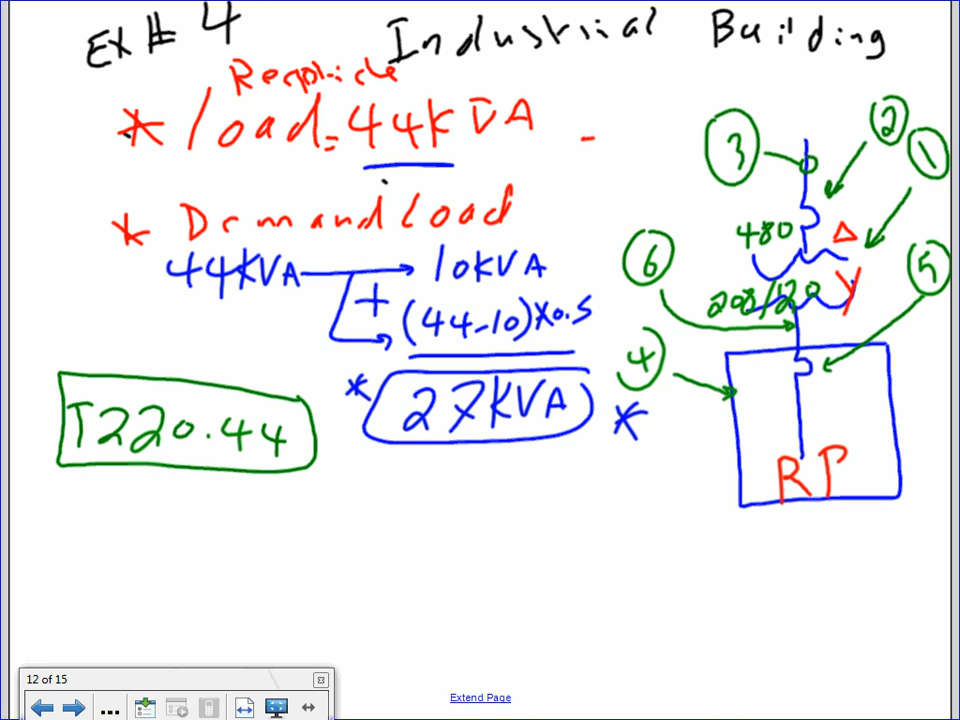 Ex # 4 Industrial Building
* load = 44KVA
* Demand load
44KVA → 10KVA
+
(44-10)x0.5
* 27KVA *
T220.44
3
2
1
480 Δ
6
5
208/120 Y
4
RP
12 of 15
...
Extend Page